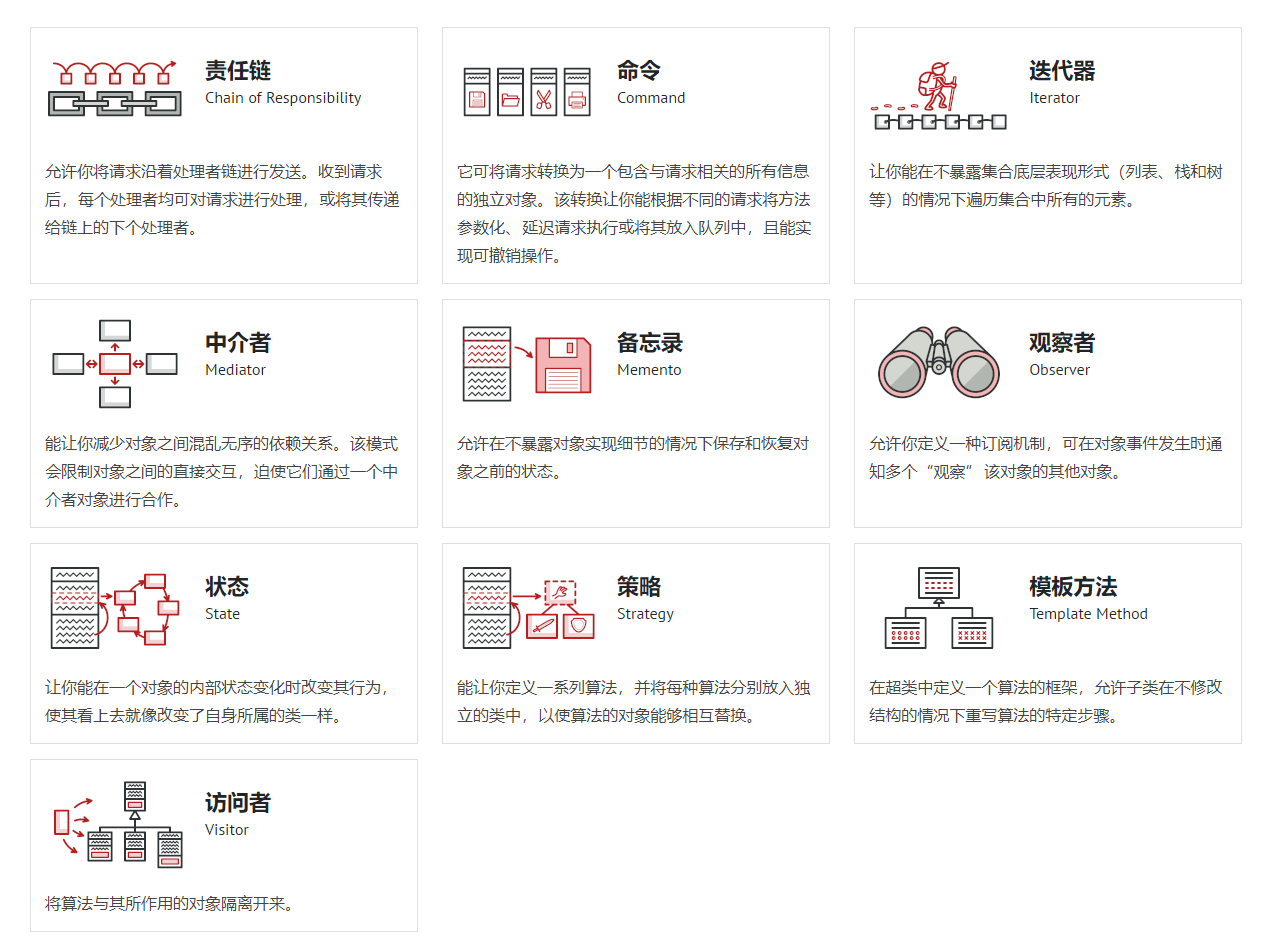 责任链
Chain of Responsibility
允许你将请求沿着处理者链进行发送。收到请求
后，每个处理者均可对请求进行处理，或将其传递
给链上的下个处理者。
命令
Command
它可将请求转换为一个包含与请求相关的所有信息
的独立对象。该转换让你能根据不同的请求将方法
参数化、延迟请求执行或将其放入队列中，且能实
现可撤销操作。
迭代器
Iterator
让你能在不暴露集合底层表现形式（列表、栈和树
等）的情况下遍历集合中所有的元素。
中介者
Mediator
能让你减少对象之间混乱无序的依赖关系。该模式
会限制对象之间的直接交互，迫使它们通过一个中
介者对象进行合作。
备忘录
Memento
允许在不暴露对象实现细节的情况下保存和恢复对
象之前的状态。
观察者
Observer
允许你定义一种订阅机制，可在对象事件发生时通
知多个“观察”该对象的其他对象。
状态
State
让你能在一个对象的内部状态变化时改变其行为，
使其看上去就像改变了自身所属的类一样。
策略
Strategy
能让你定义一系列算法，并将每种算法分别放入独
立的类中，以使算法的对象能够相互替换。
模板方法
Template Method
在超类中定义一个算法的框架，允许子类在不修改
结构的情况下重写算法的特定步骤。
访问者
Visitor
将算法与其所作用的对象隔离开来。